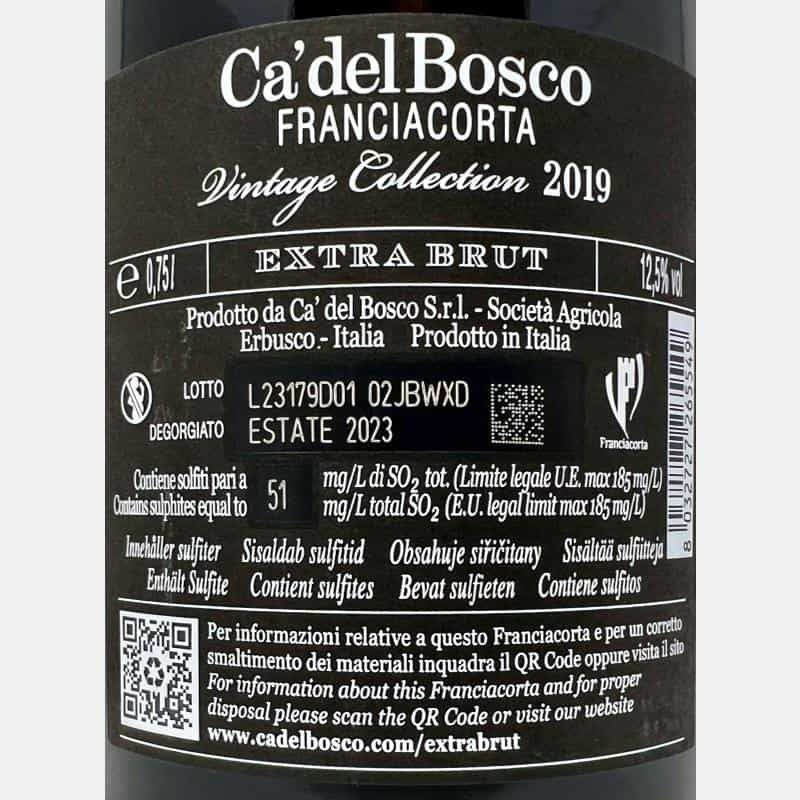 Ca'del Bosco
FRANCIACORTA
Vintage Collection 2019
e 0,75 l
EXTRA BRUT
12,5% vol
Prodotto da Ca' del Bosco S.r.l. - Società Agricola
Erbusco - Italia Prodotto in Italia
LOTTO L23179D01 02JBWXD
DEGORGIATO ESTATE 2023
Franciacorta
Contiene solfiti pari a 51 mg/L di SO2 tot. (Limite legale U.E. max 185 mg/L)
Contains sulphites equal to mg/L total SO2 (E.U. legal limit max 185 mg/L)
Innehåller sulfiter Sisaldab sulfitid Obsahuje siřičitany Sisältää sulfiitteja
Enthält Sulfite Contient sulfites Bevat sulfieten Contiene sulfitos
8 032727 265549
Per informazioni relative a questo Franciacorta e per un corretto
smaltimento dei materiali inquadra il QR Code oppure visita il sito
For information about this Franciacorta and for proper
disposal please scan the QR Code or visit our website
www.cadelbosco.com/extrabrut